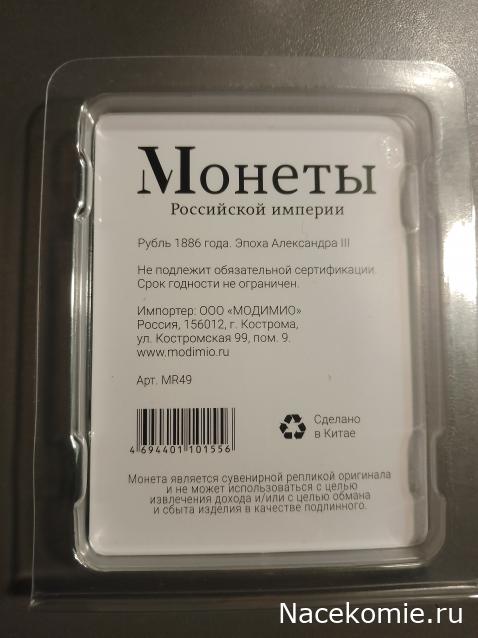 Монеты
Российской империи
Рубль 1886 года. Эпоха Александра III
Не подлежит обязательной сертификации.
Срок годности не ограничен.
Импортер: ООО «МОДИМИО»
Россия, 156012, г. Кострома,
ул. Костромская 99, пом. 9.
www.modimio.ru
Арт. MR49
4 694401 101556
Сделано
в Китае
Монета является сувенирной репликой оригинала
и не может использоваться с целью
извлечения дохода и/или с целью обмана
и сбыта изделия в качестве подлинного.
Nacekomie.ru